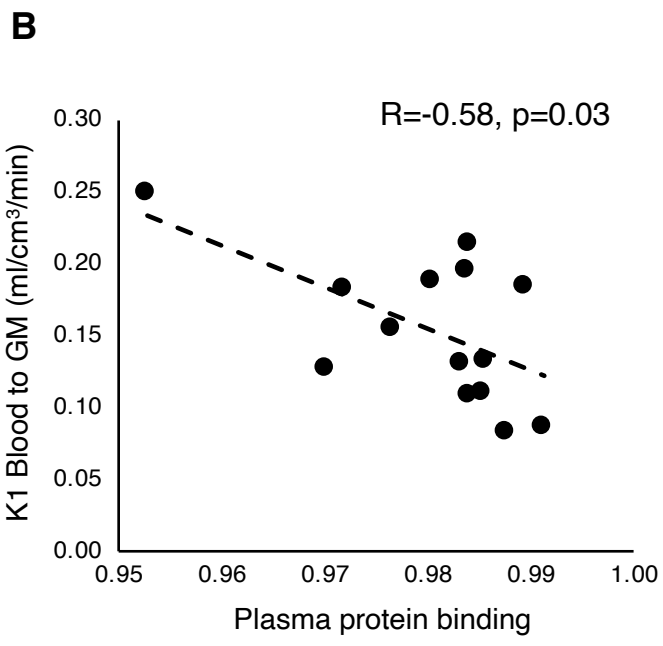 B
R=-0.58, p=0.03
K1 Blood to GM (ml/cm³/min)
0.30
0.25
0.20
0.15
0.10
0.05
0.00
0.95 0.96 0.97 0.98 0.99 1.00
Plasma protein binding